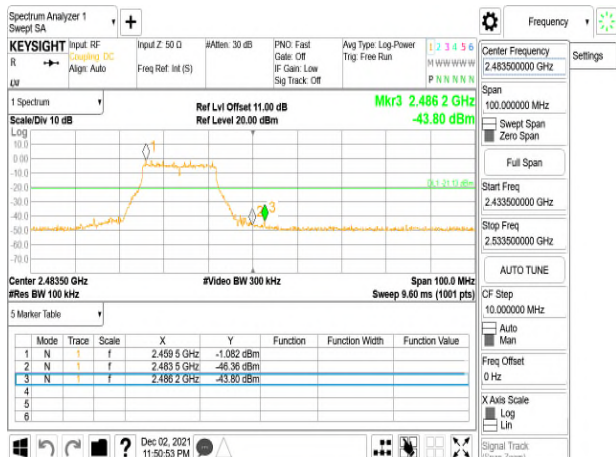 Spectrum Analyzer 1
Swept SA
+
Frequency
KEYSIGHT
R
Input: RF
Coupling: DC
Align: Auto
Input Z: 50 Ω
Freq Ref: Int (S)
#Atten: 30 dB
PNO: Fast
Gate: Off
IF Gain: Low
Sig Track: Off
Avg Type: Log-Power
Trig: Free Run
1 2 3 4 5 6
M W W W W W
P N N N N N
Center Frequency
2.483500000 GHz
Settings
Span
100.000000 MHz
Swept Span
Zero Span
Full Span
Start Freq
2.433500000 GHz
Stop Freq
2.533500000 GHz
AUTO TUNE
CF Step
10.000000 MHz
Auto
Man
Freq Offset
0 Hz
X Axis Scale
Log
Lin
Signal Track
1 Spectrum
Scale/Div 10 dB
Ref Lvl Offset 11.00 dB
Ref Level 20.00 dBm
Mkr3 2.486 2 GHz
-43.80 dBm
Log
10.0
0.00
-10.0
-20.0
-30.0
-40.0
-50.0
-60.0
-70.0
1
2
3
DL1 -21.13 dBm
Center 2.48350 GHz
#Video BW 300 kHz
Span 100.0 MHz
#Res BW 100 kHz
Sweep 9.60 ms (1001 pts)
5 Marker Table
Mode Trace Scale X Y Function Function Width Function Value
1 N 1 f 2.459 5 GHz -1.082 dBm
2 N 1 f 2.483 5 GHz -46.36 dBm
3 N 1 f 2.486 2 GHz -43.80 dBm
4
5
6
?
Dec 02, 2021
11:50:53 PM